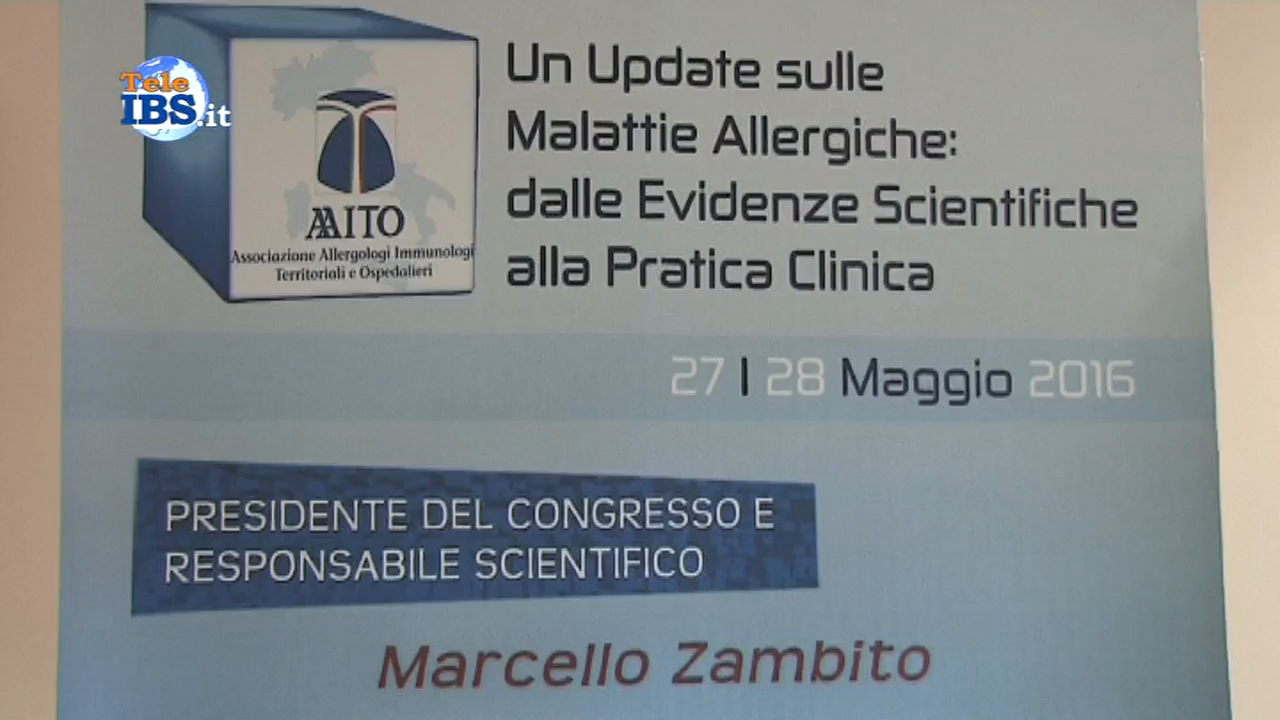 Tele
IBS.it
AAITO
Associazione Allergologi Immunologi
Territoriali e Ospedalieri
Un Update sulle
Malattie Allergiche:
dalle Evidenze Scientifiche
alla Pratica Clinica
27 | 28 Maggio 2016
PRESIDENTE DEL CONGRESSO E
RESPONSABILE SCIENTIFICO
Marcello Zambito